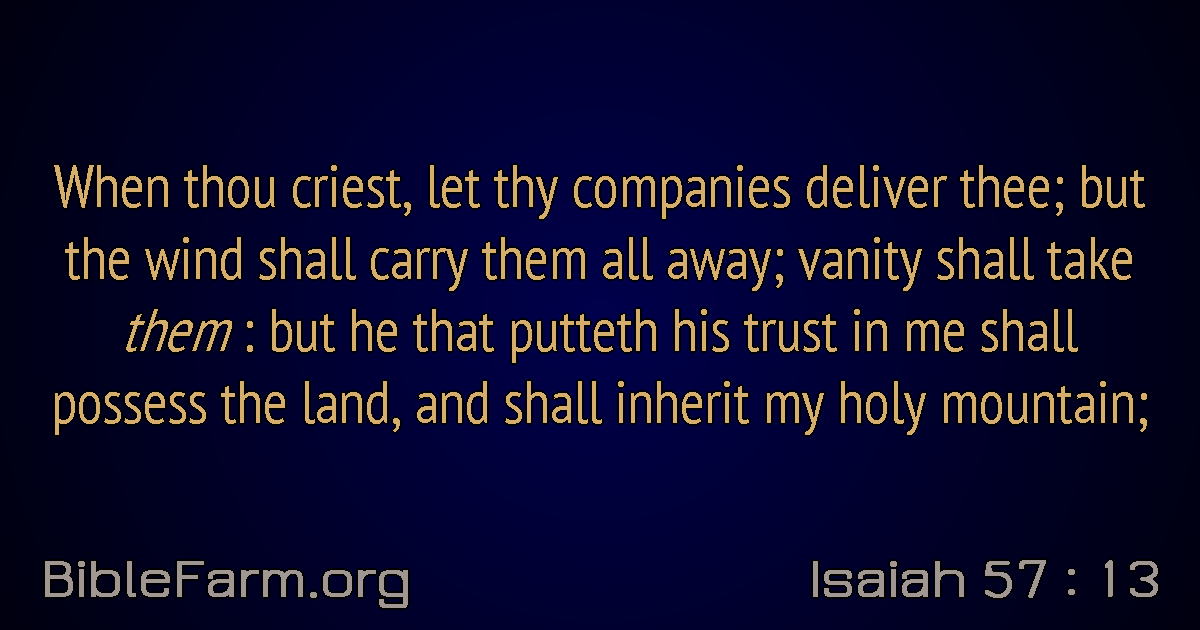 When thou criest, let thy companies deliver thee; but
the wind shall carry them all away; vanity shall take
them : but he that putteth his trust in me shall
possess the land, and shall inherit my holy mountain;
BibleFarm.org
Isaiah 57 : 13